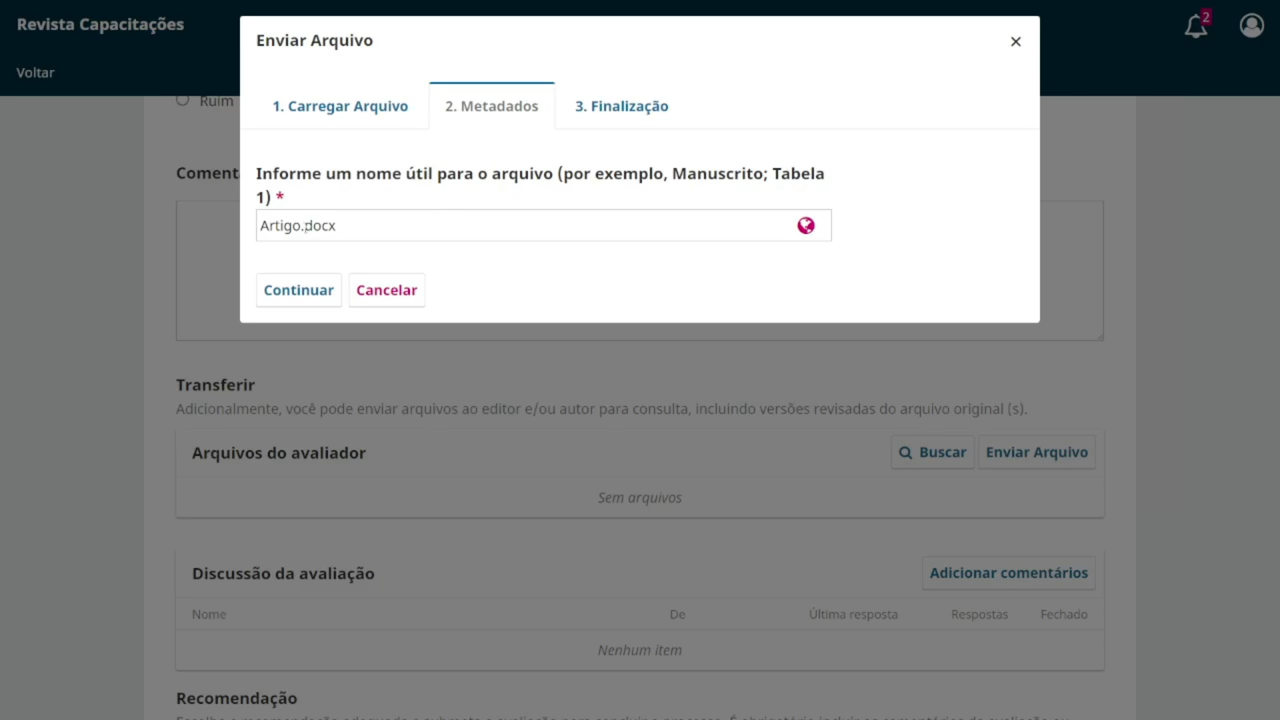 Revista Capacitações
2
Voltar
Enviar Arquivo
1. Carregar Arquivo
2. Metadados
3. Finalização
Informe um nome útil para o arquivo (por exemplo, Manuscrito; Tabela
1) *
Artigo.docx
Continuar
Cancelar
Ruim
Coment
Transferir
Adicionalmente, você pode enviar arquivos ao editor e/ou autor para consulta, incluindo versões revisadas do arquivo original (s).
Arquivos do avaliador
Buscar
Enviar Arquivo
Sem arquivos
Discussão da avaliação
Adicionar comentários
Nome
De
Última resposta
Respostas
Fechado
Nenhum item
Recomendação